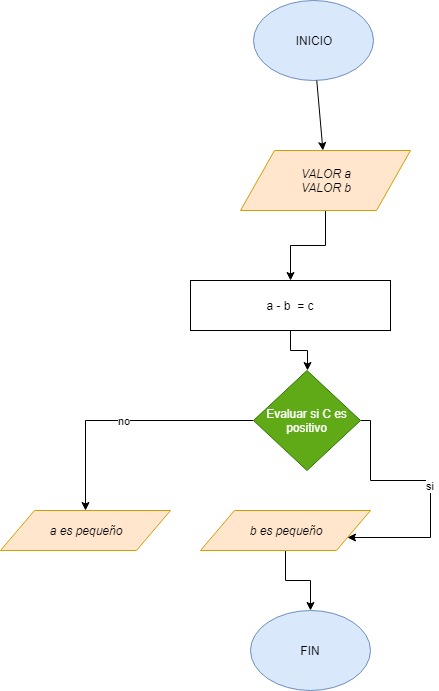 INICIO
VALOR a
VALOR b
a - b = c
Evaluar si C es
positivo
no
si
a es pequeño
b es pequeño
FIN